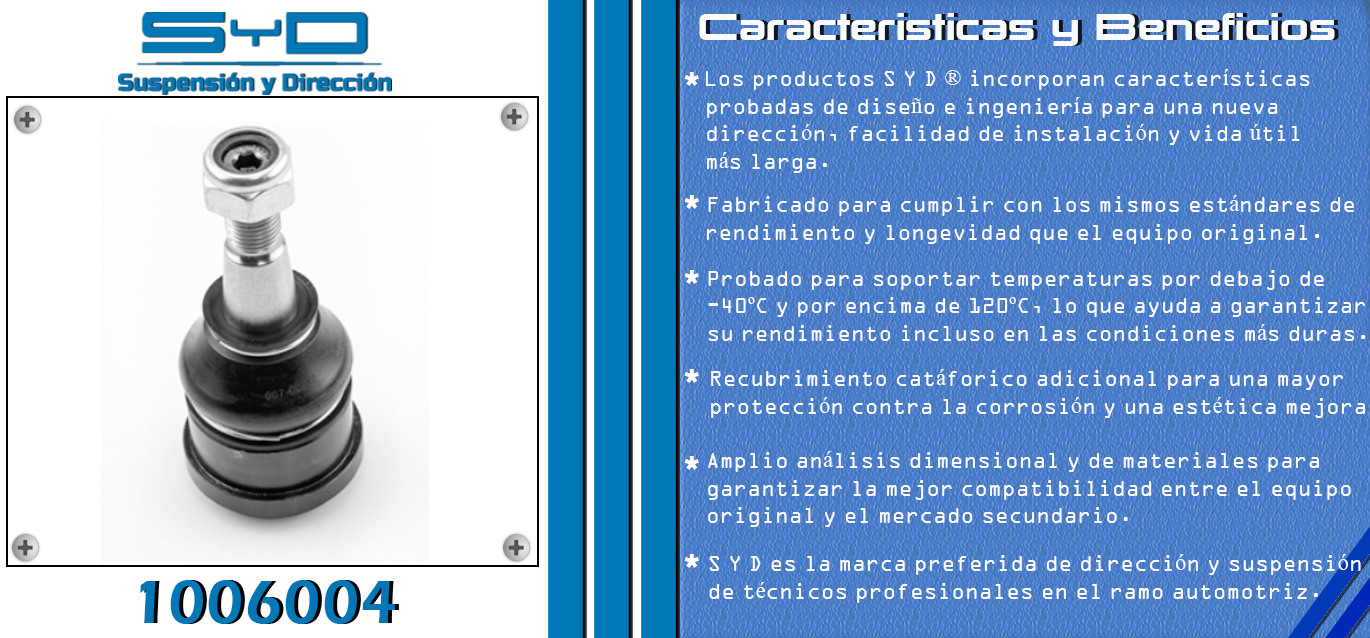 SYD
Suspensión y Dirección
1006004
Caracteristicas y Beneficios
* Los productos S Y D ® incorporan características
probadas de diseño e ingeniería para una nueva
dirección, facilidad de instalación y vida útil
más larga.
* Fabricado para cumplir con los mismos estándares de
rendimiento y longevidad que el equipo original.
* Probado para soportar temperaturas por debajo de
-40ºC y por encima de 120ºC, lo que ayuda a garantizar
su rendimiento incluso en las condiciones más duras.
* Recubrimiento catáforico adicional para una mayor
protección contra la corrosión y una estética mejora
* Amplio análisis dimensional y de materiales para
garantizar la mejor compatibilidad entre el equipo
original y el mercado secundario.
* S Y D es la marca preferida de dirección y suspensión
de técnicos profesionales en el ramo automotriz.